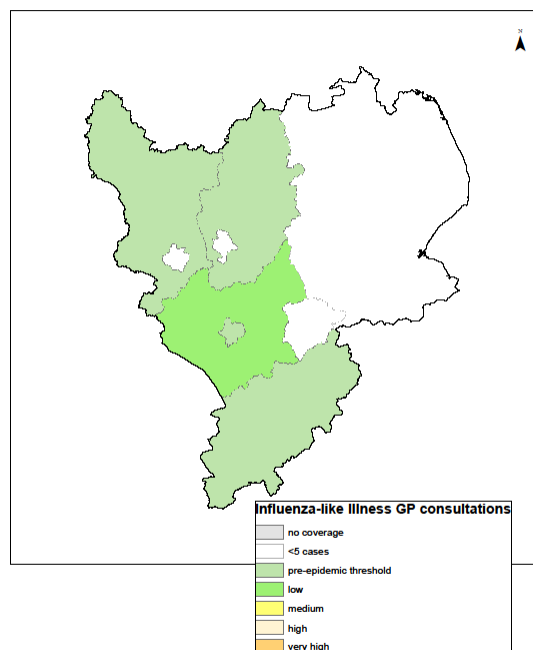 N
Influenza-like Illness GP consultations
no coverage
<5 cases
pre-epidemic threshold
low
medium
high
very high